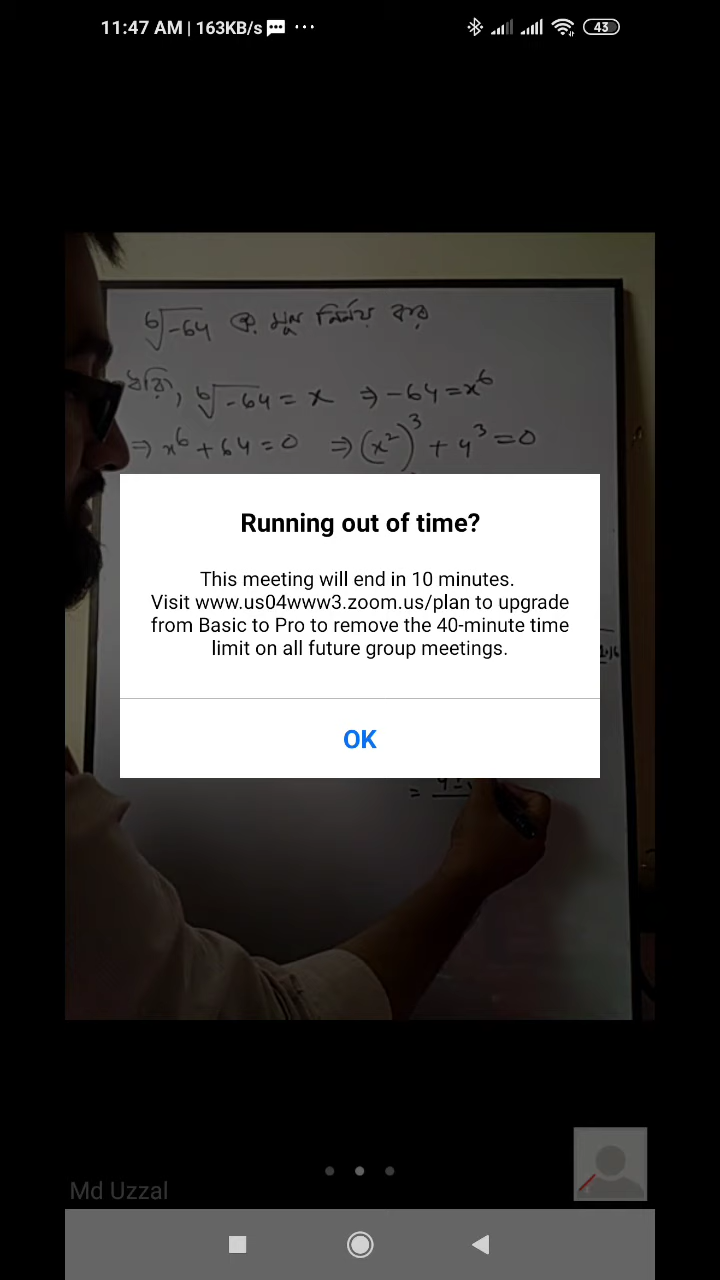 11:47 AM | 163KB/s ...
43
⁶√-64 এর মূল নির্ণয় কর
ধরি, ⁶√-64 = x ⇒ -64 = x⁶
⇒ x⁶ + 64 = 0 ⇒ (x²)³ + 4³ = 0
Running out of time?
This meeting will end in 10 minutes.
Visit www.us04www3.zoom.us/plan to upgrade
from Basic to Pro to remove the 40-minute time
limit on all future group meetings.
OK
Md Uzzal